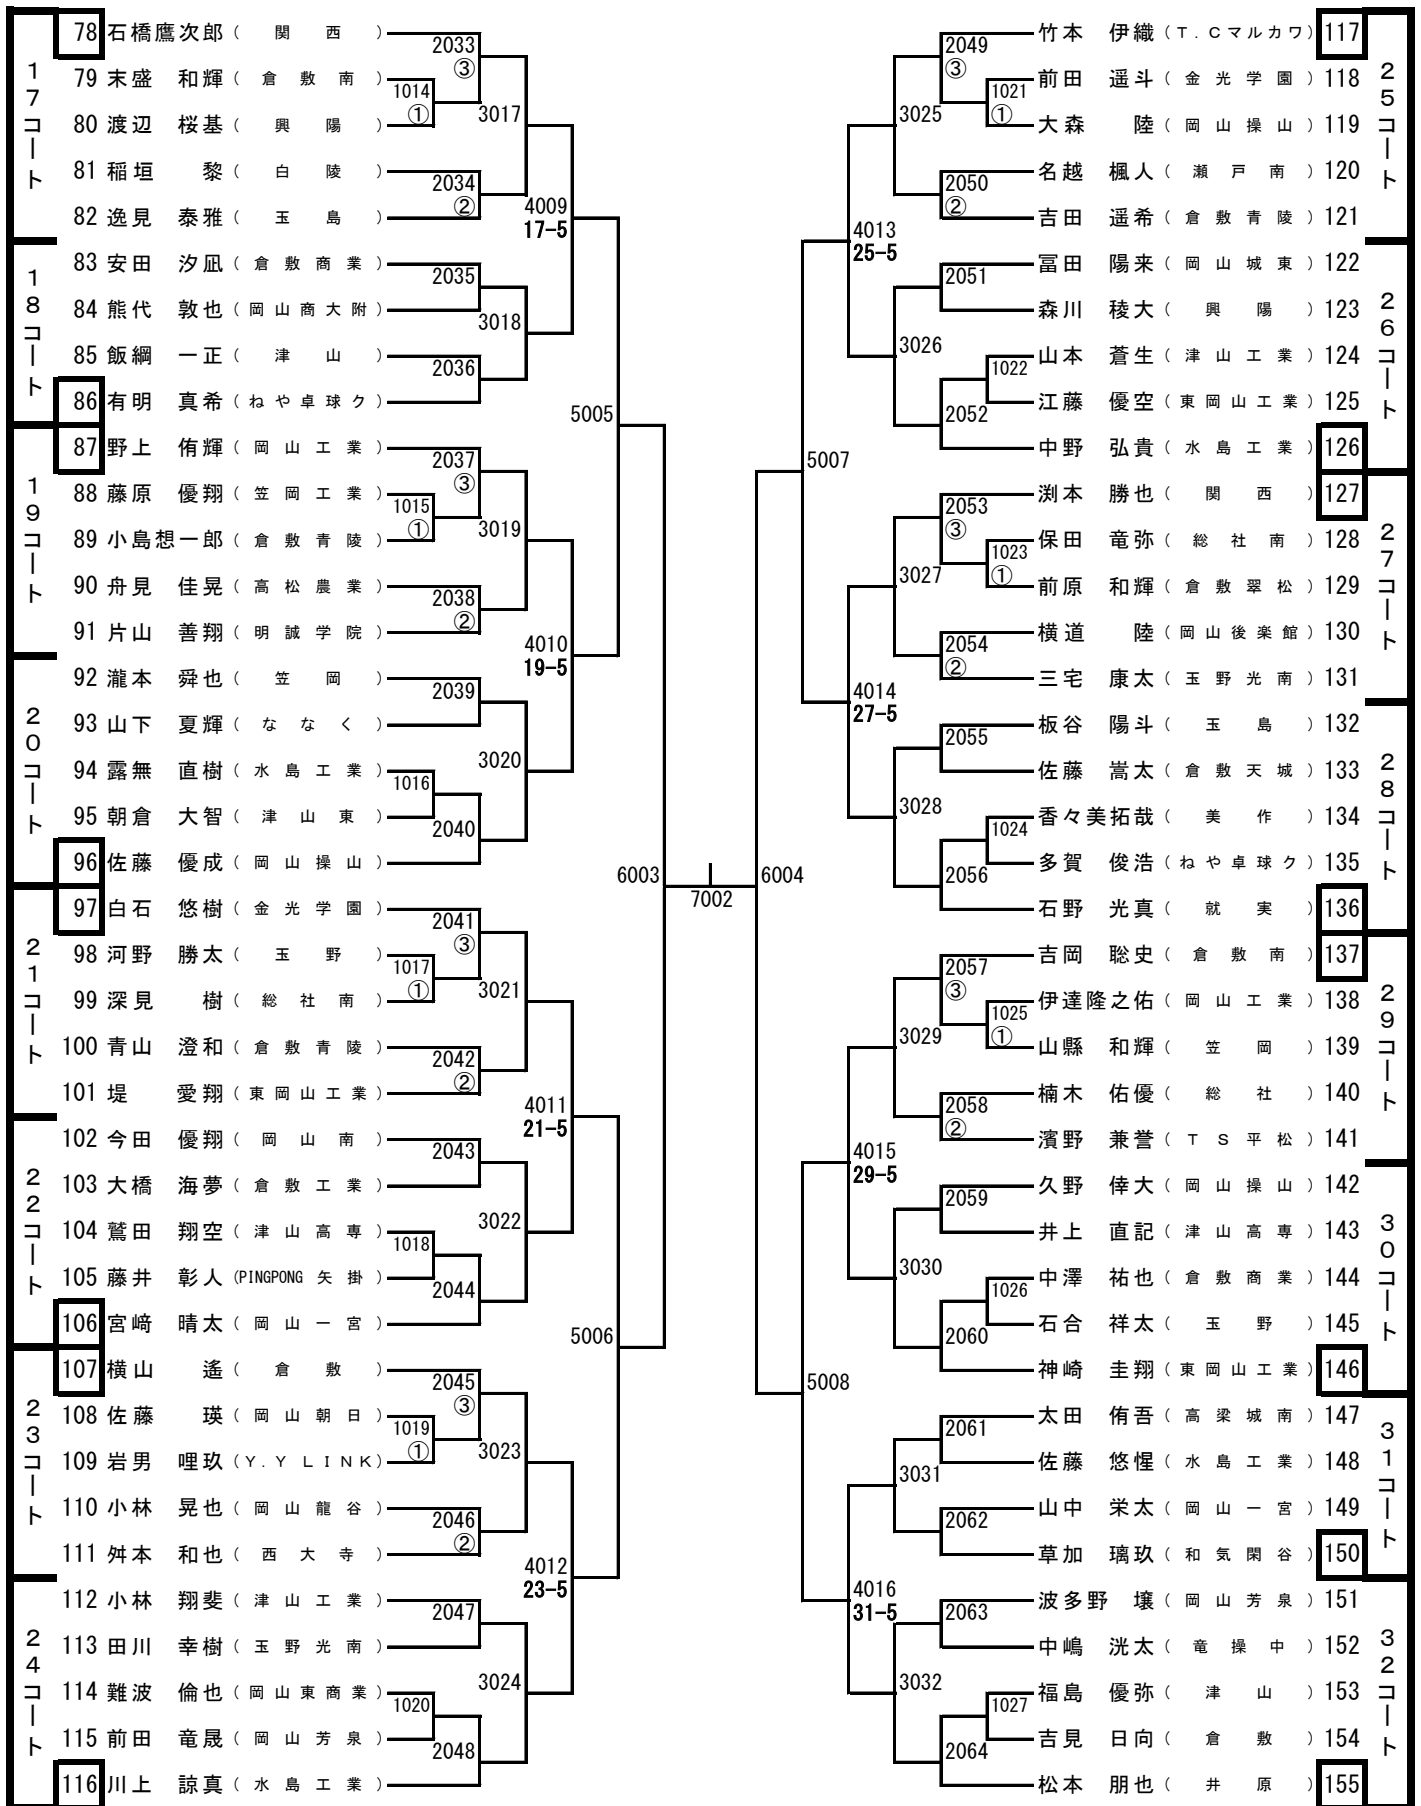 17コート
78 石橋鷹次郎 ( 関 西 )
79 末盛 和輝 ( 倉 敷 南 )
80 渡辺 桜基 ( 興 陽 )
81 稲垣 黎 ( 白 陵 )
82 逸見 泰雅 ( 玉 島 )
18コート
83 安田 汐凪 ( 倉 敷 商 業 )
84 熊代 敦也 ( 岡 山 商 大 附 )
85 飯綱 一正 ( 津 山 )
86 有明 真希 ( ね や 卓 球 ク )
19コート
87 野上 侑輝 ( 岡 山 工 業 )
88 藤原 優翔 ( 笠 岡 工 業 )
89 小島想一郎 ( 倉 敷 青 陵 )
90 舟見 佳晃 ( 高 松 農 業 )
91 片山 善翔 ( 明 誠 学 院 )
20コート
92 瀧本 舜也 ( 笠 岡 )
93 山下 夏輝 ( な な く )
94 露無 直樹 ( 水 島 工 業 )
95 朝倉 大智 ( 津 山 東 )
96 佐藤 優成 ( 岡 山 操 山 )
21コート
97 白石 悠樹 ( 金 光 学 園 )
98 河野 勝太 ( 玉 野 )
99 深見 樹 ( 総 社 南 )
100 青山 澄和 ( 倉 敷 青 陵 )
101 堤 愛翔 ( 東 岡 山 工 業 )
22コート
102 今田 優翔 ( 岡 山 南 )
103 大橋 海夢 ( 倉 敷 工 業 )
104 鷲田 翔空 ( 津 山 高 専 )
105 藤井 彰人 (PINGPONG 矢 掛 )
106 宮﨑 晴太 ( 岡 山 一 宮 )
23コート
107 横山 遙 ( 倉 敷 )
108 佐藤 瑛 ( 岡 山 朝 日 )
109 岩男 哩玖 ( Y . Y L I N K )
110 小林 晃也 ( 岡 山 龍 谷 )
111 舛本 和也 ( 西 大 寺 )
24コート
112 小林 翔斐 ( 津 山 工 業 )
113 田川 幸樹 ( 玉 野 光 南 )
114 難波 倫也 ( 岡 山 東 商 業 )
115 前田 竜晟 ( 岡 山 芳 泉 )
116 川上 諒真 ( 水 島 工 業 )
1014 ①
1015 ①
1016
1017 ①
1018
1019 ①
1020
2033 ③
2034 ②
2035
2036
2037 ③
2038 ②
2039
2040
2041 ③
2042 ②
2043
2044
2045 ③
2046 ②
2047
2048
3017
3018
3019
3020
3021
3022
3023
3024
4009
17-5
4010
19-5
4011
21-5
4012
23-5
5005
5006
6003
7002
6004
5007
5008
4013
25-5
4014
27-5
4015
29-5
4016
31-5
3025
3026
3027
3028
3029
3030
3031
3032
2049 ③
2050 ②
2051
2052
2053 ③
2054 ②
2055
2056
2057 ③
2058 ②
2059
2060
2061
2062
2063
2064
1021 ①
1022
1023 ①
1024
1025 ①
1026
1027
25コート
竹本 伊織 ( T . C マルカワ ) 117
前田 遥斗 ( 金 光 学 園 ) 118
大森 陸 ( 岡 山 操 山 ) 119
名越 楓人 ( 瀬 戸 南 ) 120
吉田 遥希 ( 倉 敷 青 陵 ) 121
26コート
冨田 陽来 ( 岡 山 城 東 ) 122
森川 稜大 ( 興 陽 ) 123
山本 蒼生 ( 津 山 工 業 ) 124
江藤 優空 ( 東 岡 山 工 業 ) 125
中野 弘貴 ( 水 島 工 業 ) 126
27コート
渕本 勝也 ( 関 西 ) 127
保田 竜弥 ( 総 社 南 ) 128
前原 和輝 ( 倉 敷 翠 松 ) 129
横道 陸 ( 岡 山 後 楽 館 ) 130
三宅 康太 ( 玉 野 光 南 ) 131
28コート
板谷 陽斗 ( 玉 島 ) 132
佐藤 嵩太 ( 倉 敷 天 城 ) 133
香々美拓哉 ( 美 作 ) 134
多賀 俊浩 ( ね や 卓 球 ク ) 135
石野 光真 ( 就 実 ) 136
29コート
吉岡 聡史 ( 倉 敷 南 ) 137
伊達隆之佑 ( 岡 山 工 業 ) 138
山縣 和輝 ( 笠 岡 ) 139
楠木 佑優 ( 総 社 ) 140
濱野 兼誉 ( T S 平 松 ) 141
30コート
久野 倖大 ( 岡 山 操 山 ) 142
井上 直記 ( 津 山 高 専 ) 143
中澤 祐也 ( 倉 敷 商 業 ) 144
石合 祥太 ( 玉 野 ) 145
神崎 圭翔 ( 東 岡 山 工 業 ) 146
31コート
太田 侑吾 ( 高 梁 城 南 ) 147
佐藤 悠惺 ( 水 島 工 業 ) 148
山中 栄太 ( 岡 山 一 宮 ) 149
草加 璃玖 ( 和 気 閑 谷 ) 150
32コート
波多野 壌 ( 岡 山 芳 泉 ) 151
中嶋 洸太 ( 竜 操 中 ) 152
福島 優弥 ( 津 山 ) 153
吉見 日向 ( 倉 敷 ) 154
松本 朋也 ( 井 原 ) 155